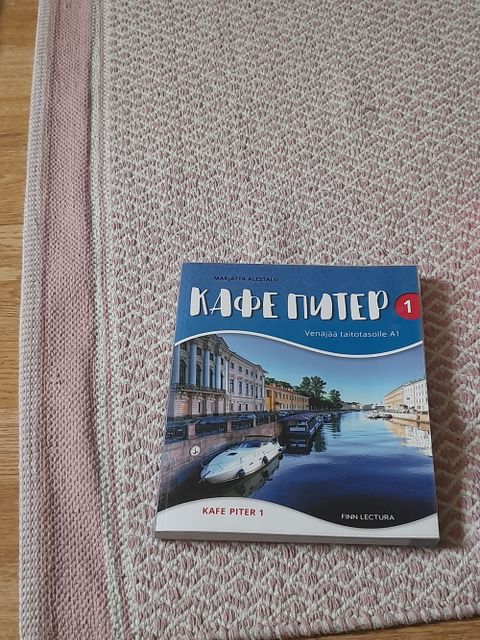 MARJATTA ALESTALO
КАФЕ ПИТЕР 1
Venäjää taitotasolle A1
KAFE PITER 1
FINN LECTURA